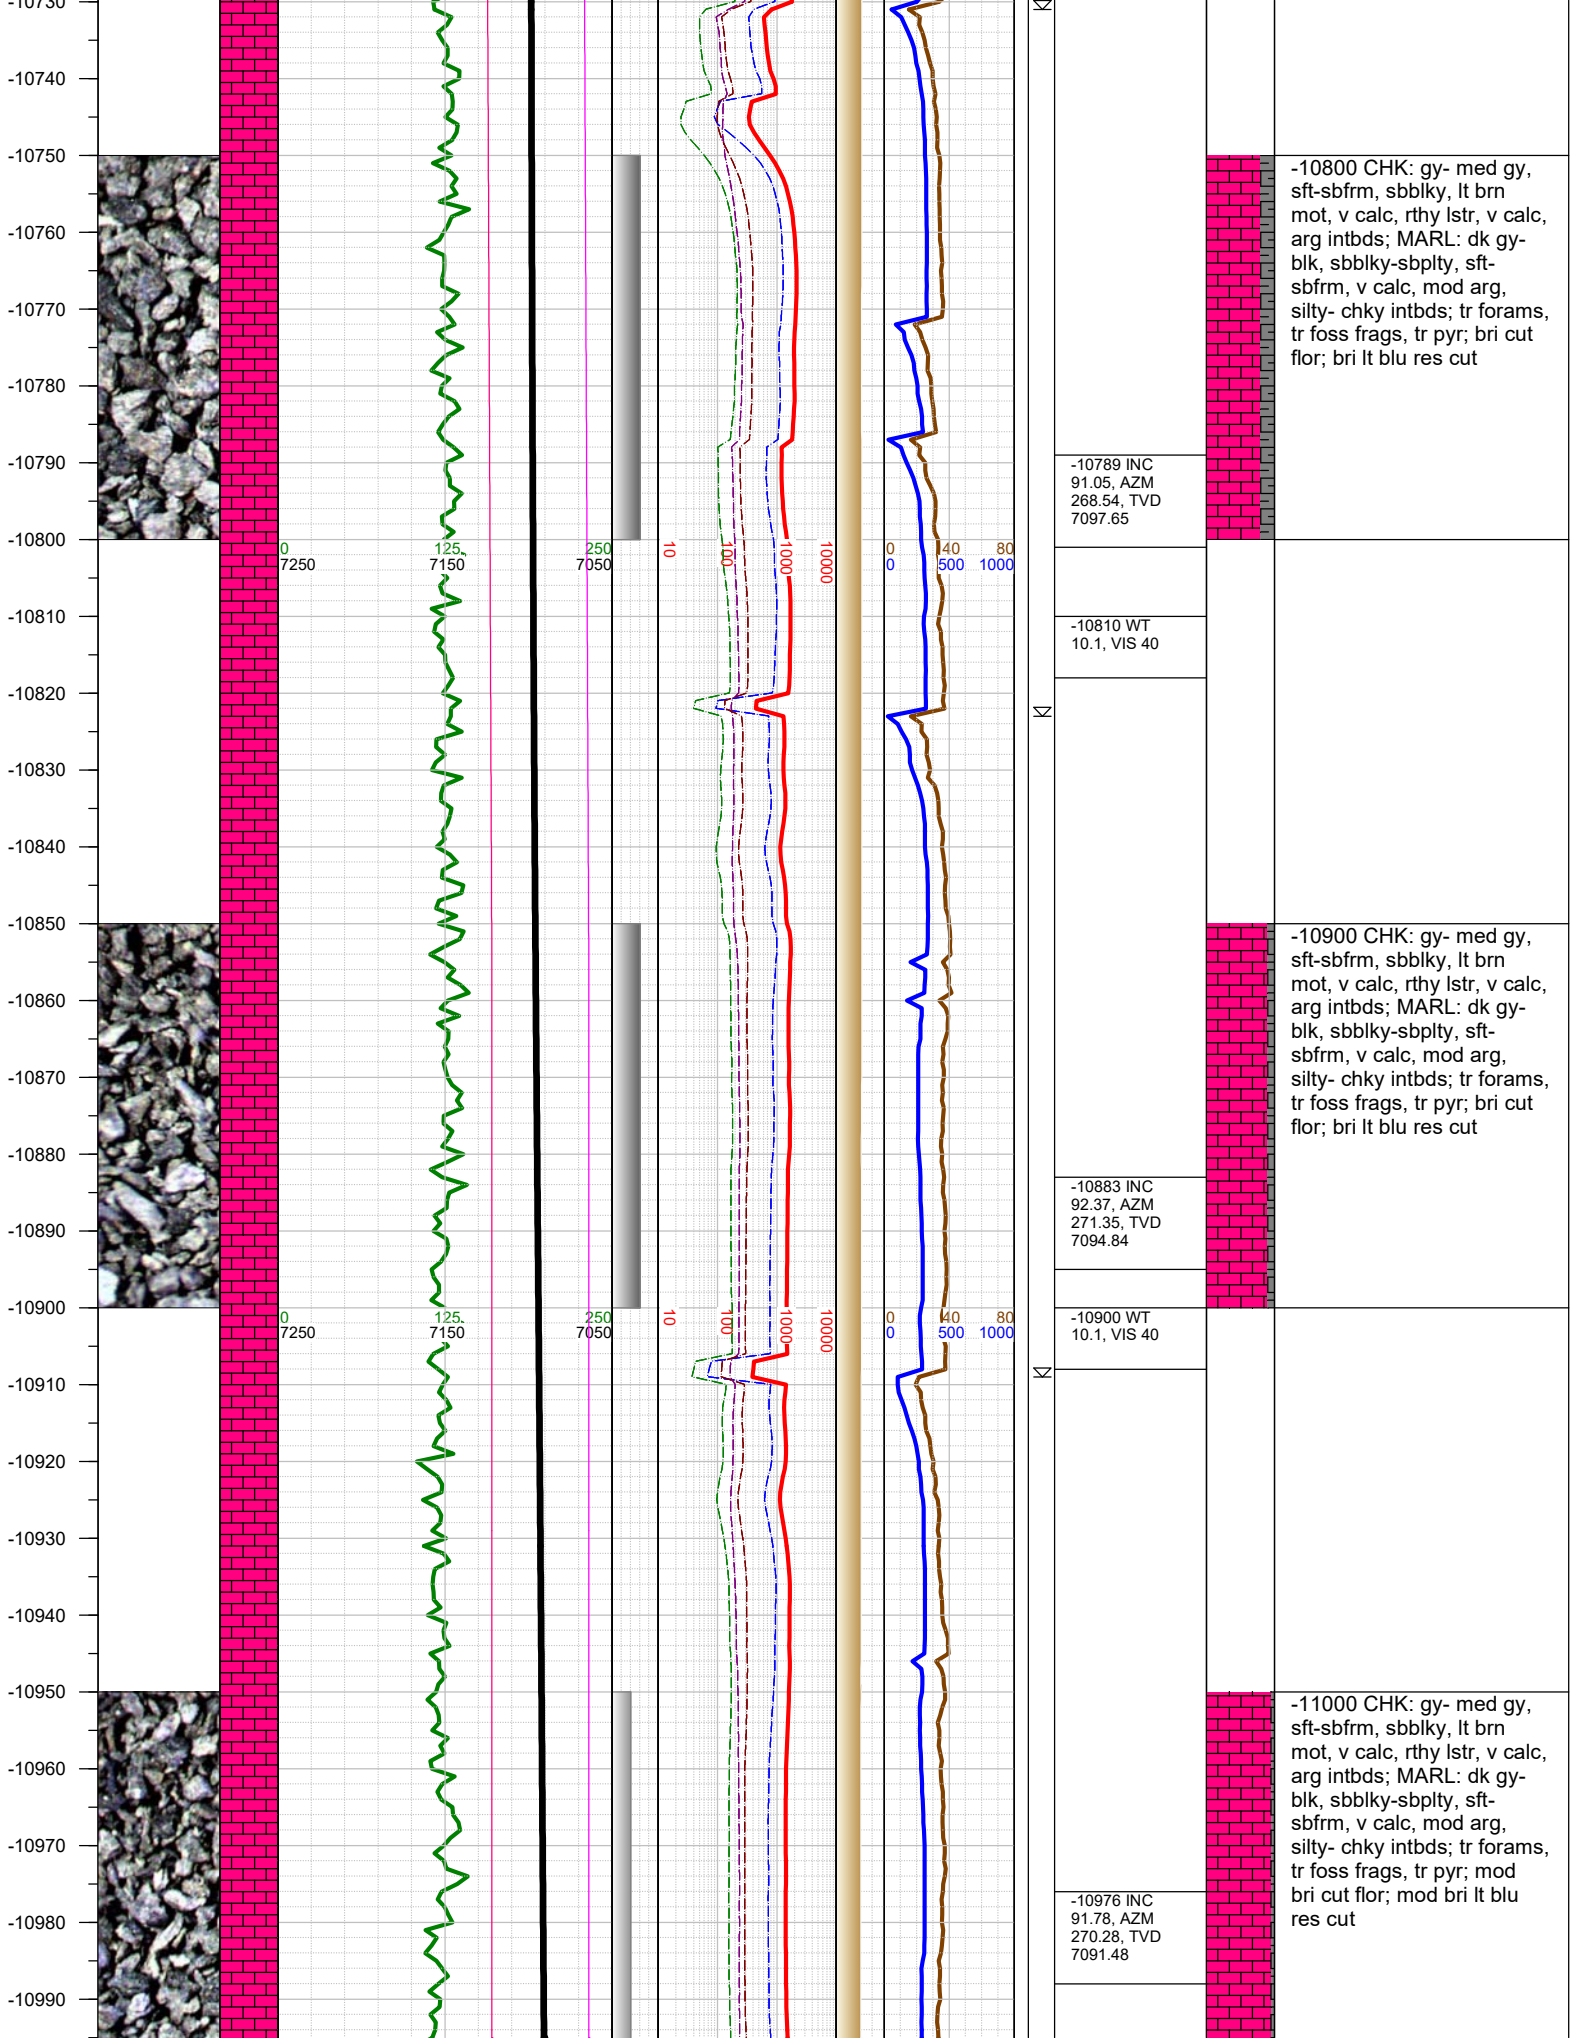 -10730
-10740
-10750
-10760
-10770
-10780
-10790
-10800
-10810
-10820
-10830
-10840
-10850
-10860
-10870
-10880
-10890
-10900
-10910
-10920
-10930
-10940
-10950
-10960
-10970
-10980
-10990
0 125. 250
7250 7150 7050
10 100 1000 10000
0 40 80
0 500 1000
0 125. 250
7250 7150 7050
10 100 1000 10000
0 40 80
0 500 1000
-10789 INC
91.05, AZM
268.54, TVD
7097.65
-10810 WT
10.1, VIS 40
-10883 INC
92.37, AZM
271.35, TVD
7094.84
-10900 WT
10.1, VIS 40
-10976 INC
91.78, AZM
270.28, TVD
7091.48
-10800 CHK: gy- med gy,
sft-sbfrm, sbblky, lt brn
mot, v calc, rthy lstr, v calc,
arg intbds; MARL: dk gy-
blk, sbblky-sbplty, sft-
sbfrm, v calc, mod arg,
silty- chky intbds; tr forams,
tr foss frags, tr pyr; bri cut
flor; bri lt blu res cut
-10900 CHK: gy- med gy,
sft-sbfrm, sbblky, lt brn
mot, v calc, rthy lstr, v calc,
arg intbds; MARL: dk gy-
blk, sbblky-sbplty, sft-
sbfrm, v calc, mod arg,
silty- chky intbds; tr forams,
tr foss frags, tr pyr; bri cut
flor; bri lt blu res cut
-11000 CHK: gy- med gy,
sft-sbfrm, sbblky, lt brn
mot, v calc, rthy lstr, v calc,
arg intbds; MARL: dk gy-
blk, sbblky-sbplty, sft-
sbfrm, v calc, mod arg,
silty- chky intbds; tr forams,
tr foss frags, tr pyr; mod
bri cut flor; mod bri lt blu
res cut